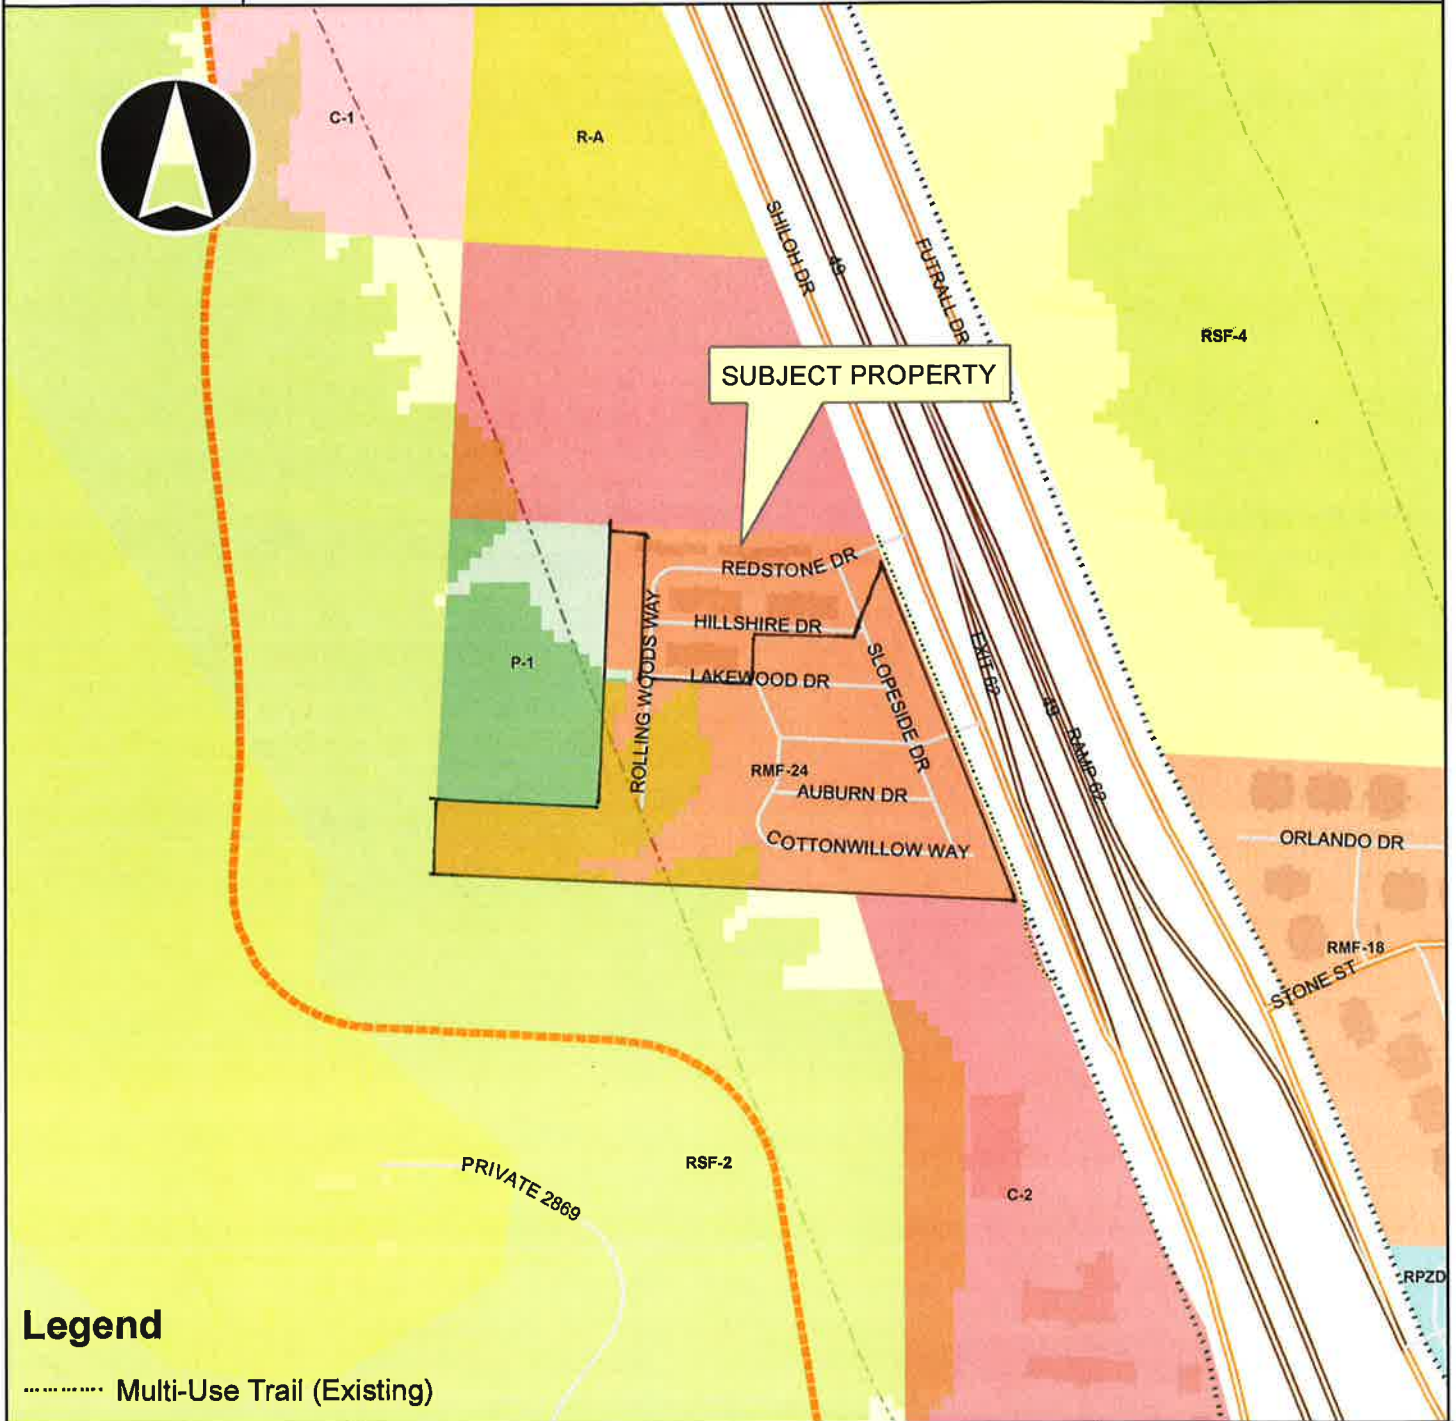 C-1
R-A
SHILOH DR
49
FUTRALL DR
RSF-4
SUBJECT PROPERTY
REDSTONE DR
HILLSHIRE DR
ROLLING WOODS WAY
P-1
LAKEWOOD DR
SLOPESIDE DR
EXIT 62
49
RAMP 62
RMF-24
AUBURN DR
COTTONWILLOW WAY
ORLANDO DR
RMF-18
STONE ST
PRIVATE 2869
RSF-2
C-2
RPZD
Legend
Multi-Use Trail (Existing)